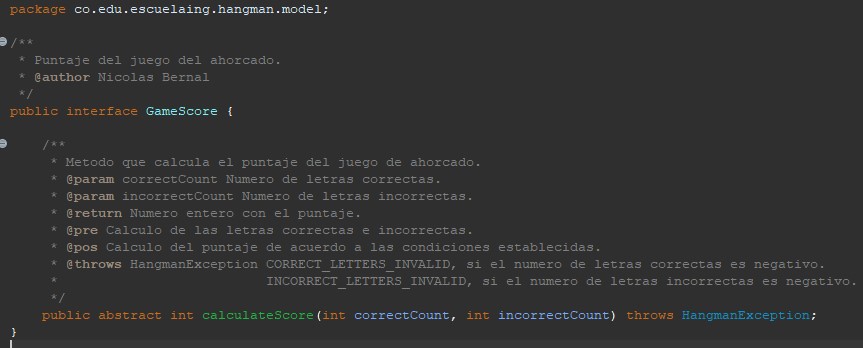 package co.edu.escuelaing.hangman.model;
/**
 * Puntaje del juego del ahorcado.
 * @author Nicolas Bernal
 */
public interface GameScore {
    /**
     * Metodo que calcula el puntaje del juego de ahorcado.
     * @param correctCount Numero de letras correctas.
     * @param incorrectCount Numero de letras incorrectas.
     * @return Numero entero con el puntaje.
     * @pre Calculo de las letras correctas e incorrectas.
     * @pos Calculo del puntaje de acuerdo a las condiciones establecidas.
     * @throws HangmanException CORRECT_LETTERS_INVALID, si el numero de letras correctas es negativo.
     *                          INCORRECT_LETTERS_INVALID, si el numero de letras incorrectas es negativo.
     */
    public abstract int calculateScore(int correctCount, int incorrectCount) throws HangmanException;
}